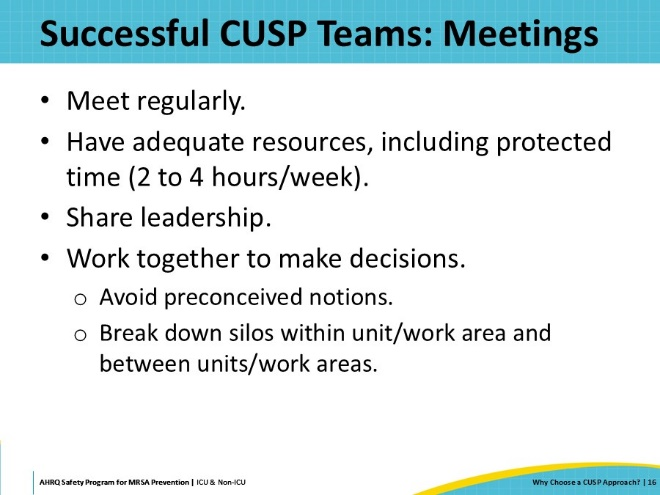 Successful CUSP Teams: Meetings
• Meet regularly.
• Have adequate resources, including protected
time (2 to 4 hours/week).
• Share leadership.
• Work together to make decisions.
o Avoid preconceived notions.
o Break down silos within unit/work area and
between units/work areas.
AHRQ Safety Program for MRSA Prevention | ICU & Non-ICU
Why Choose a CUSP Approach? | 16